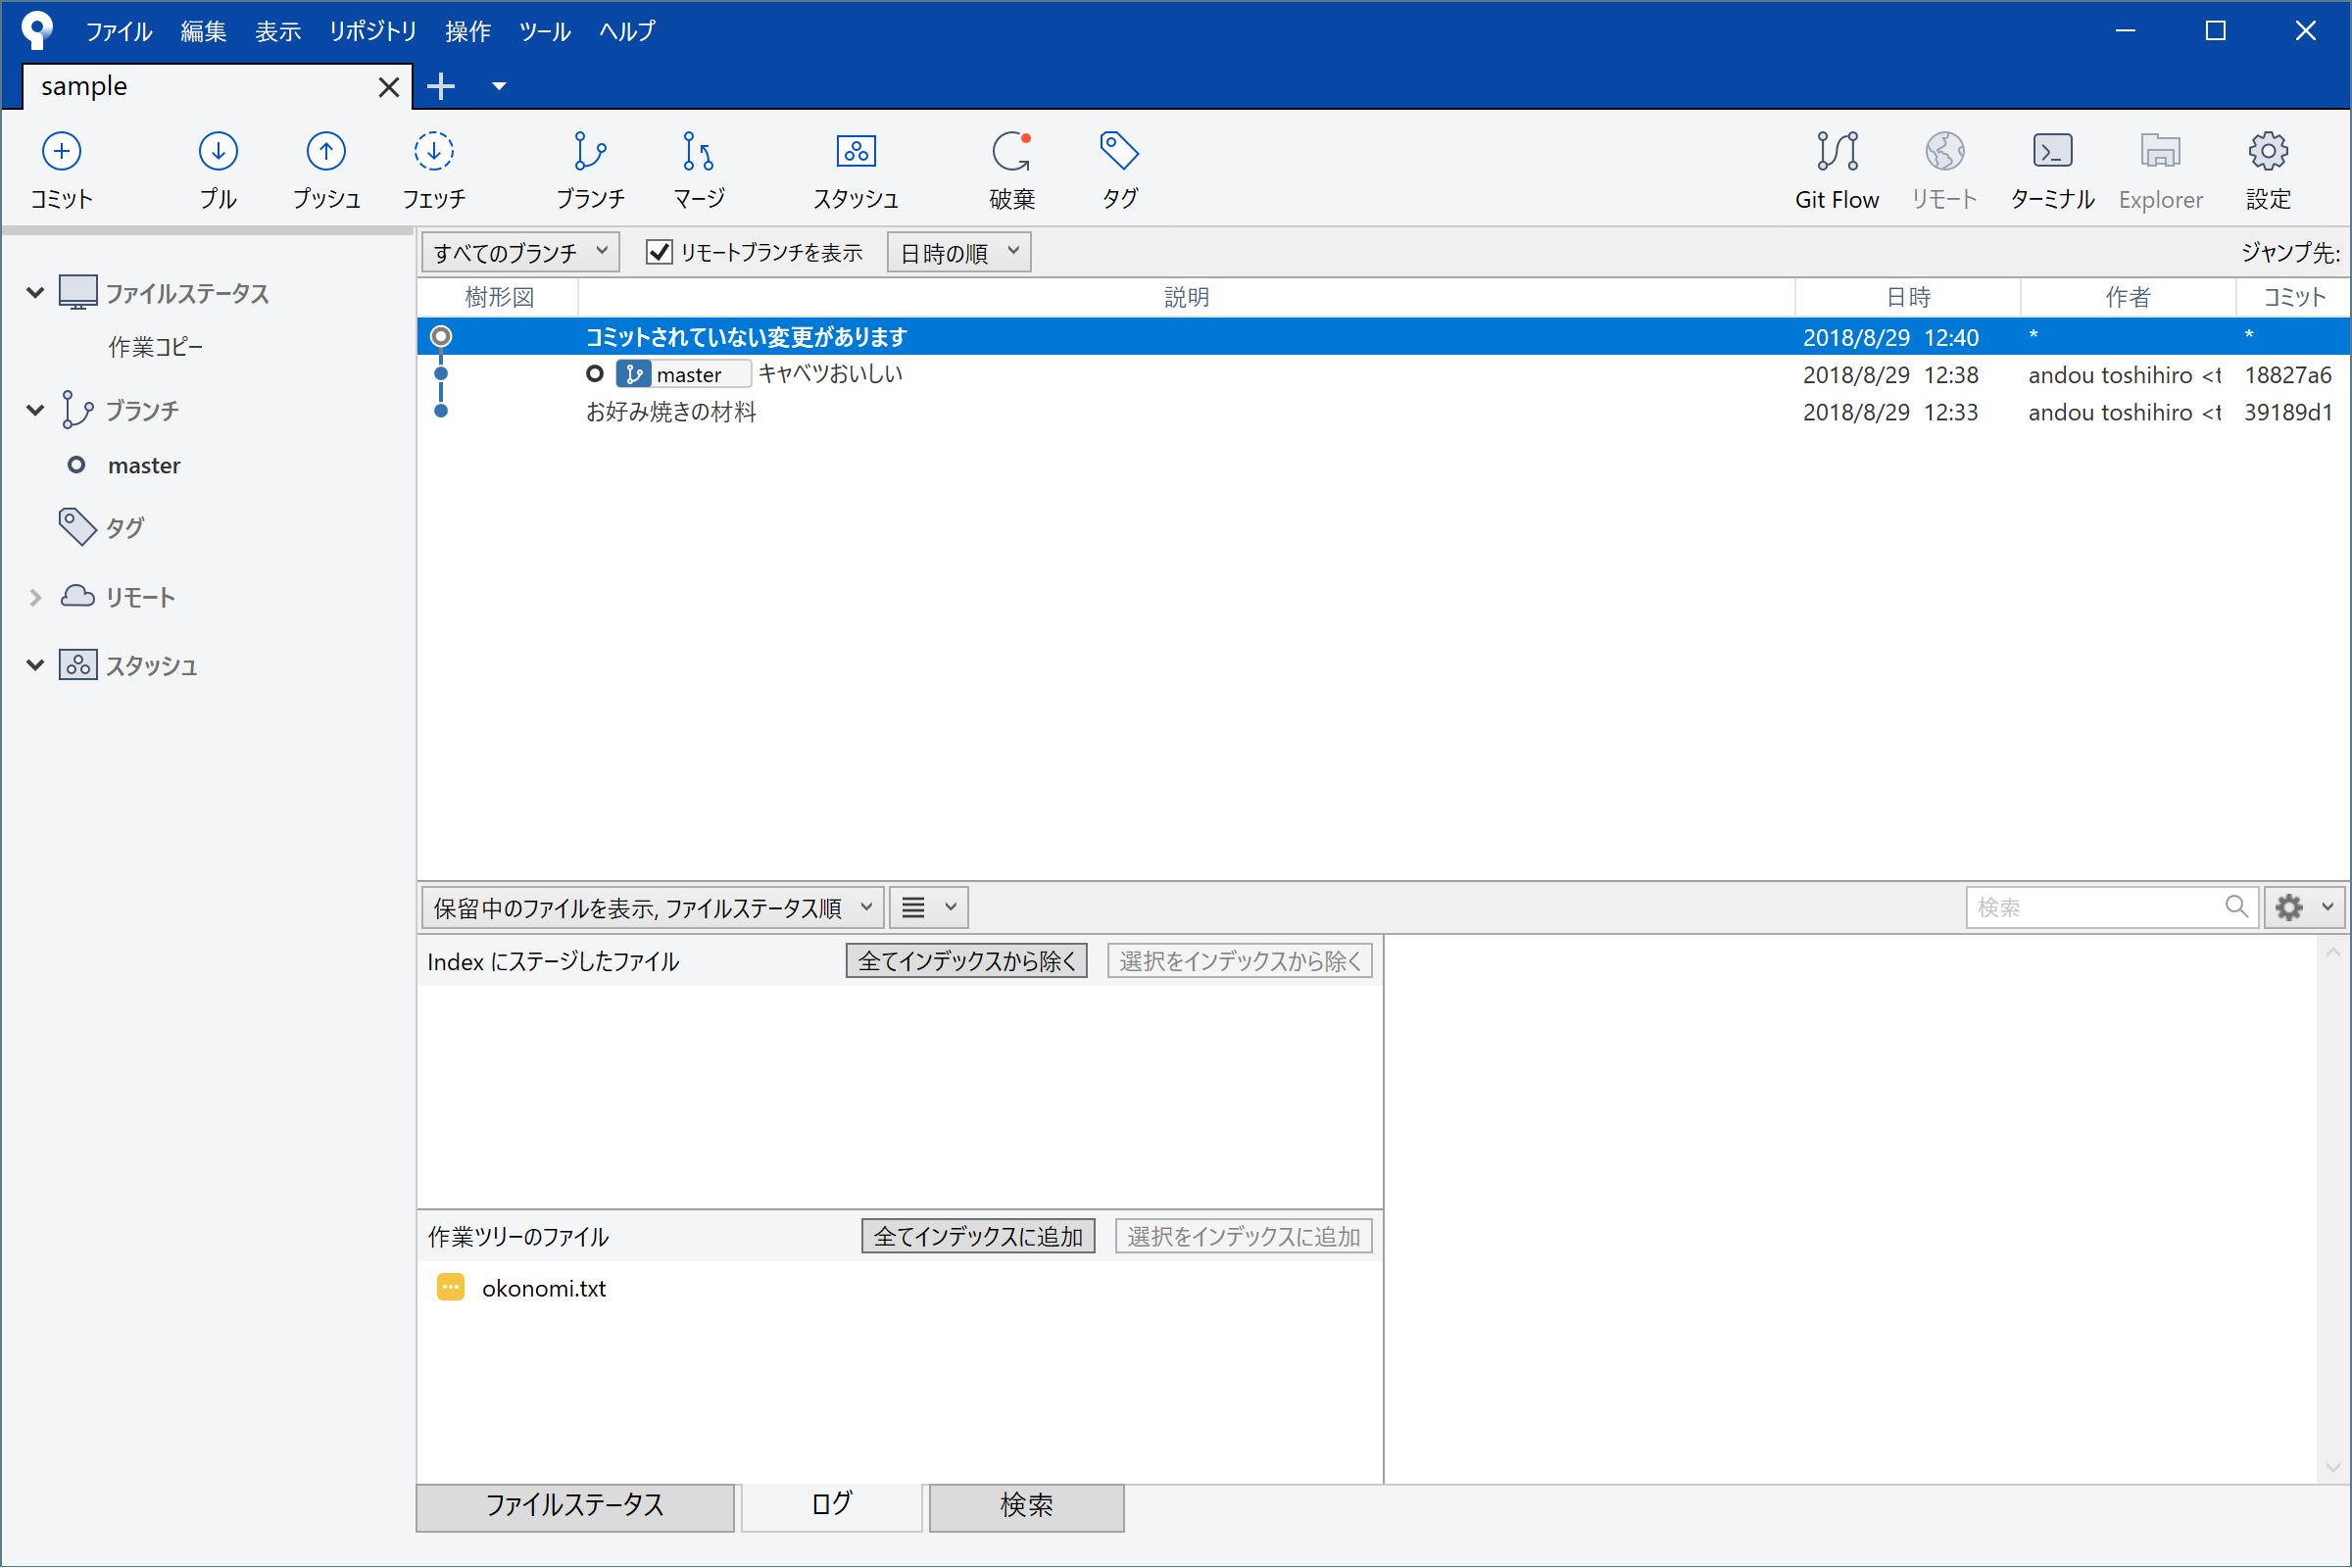 ファイル 編集 表示 リポジトリ 操作 ツール ヘルプ
sample
コミット プル プッシュ フェッチ ブランチ マージ スタッシュ 破棄 タグ Git Flow リモート ターミナル Explorer 設定
すべてのブランチ リモートブランチを表示 日時の順 ジャンプ先:
ファイルステータス
作業コピー
ブランチ
master
タグ
リモート
スタッシュ
樹形図 説明 日時 作者 コミット
コミットされていない変更があります 2018/8/29 12:40 * *
master キャベツおいしい 2018/8/29 12:38 andou toshihiro <t 18827a6
お好み焼きの材料 2018/8/29 12:33 andou toshihiro <t 39189d1
保留中のファイルを表示, ファイルステータス順 検索
Index にステージしたファイル 全てインデックスから除く 選択をインデックスから除く
作業ツリーのファイル 全てインデックスに追加 選択をインデックスに追加
okonomi.txt
ファイルステータス ログ 検索